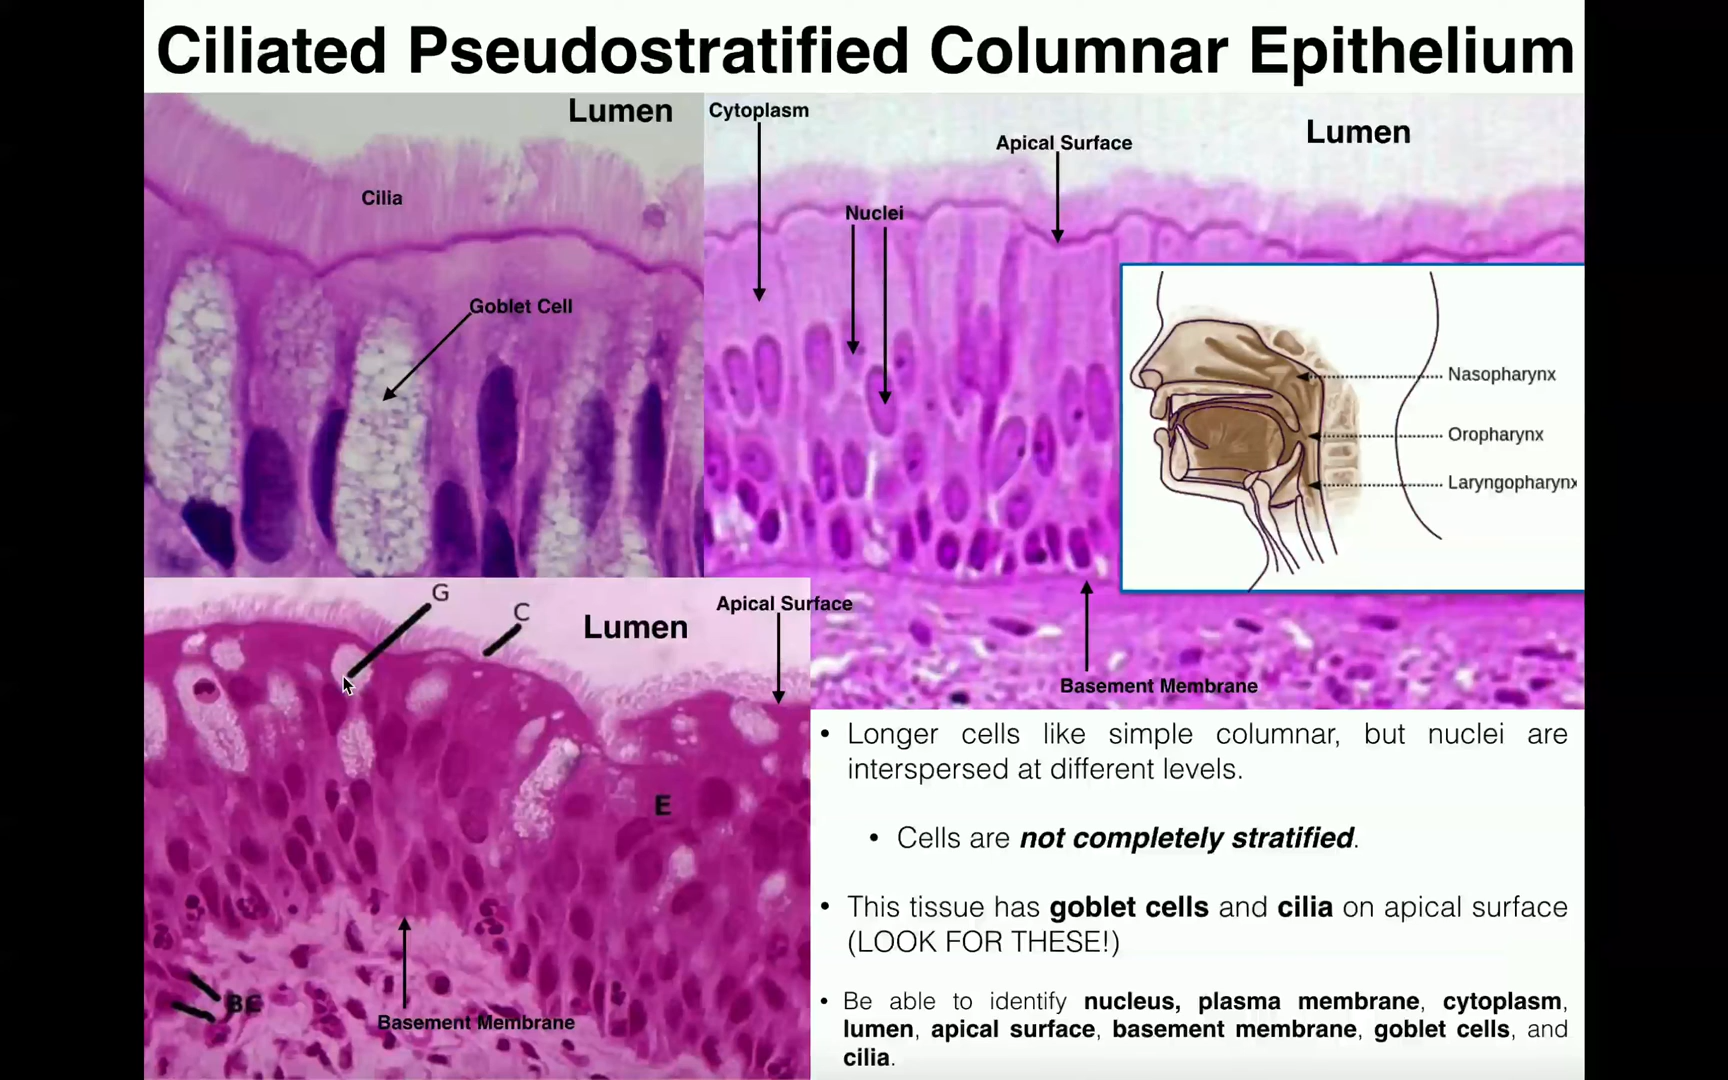 Ciliated Pseudostratified Columnar Epithelium
Lumen
Cilia
Goblet Cell
Cytoplasm
Apical Surface
Lumen
Nuclei
Nasopharynx
Oropharynx
Laryngopharynx
Basement Membrane
G
C
Lumen
Apical Surface
E
BC
Basement Membrane
• Longer cells like simple columnar, but nuclei are
interspersed at different levels.
• Cells are not completely stratified.
• This tissue has goblet cells and cilia on apical surface
(LOOK FOR THESE!)
• Be able to identify nucleus, plasma membrane, cytoplasm,
lumen, apical surface, basement membrane, goblet cells, and
cilia.